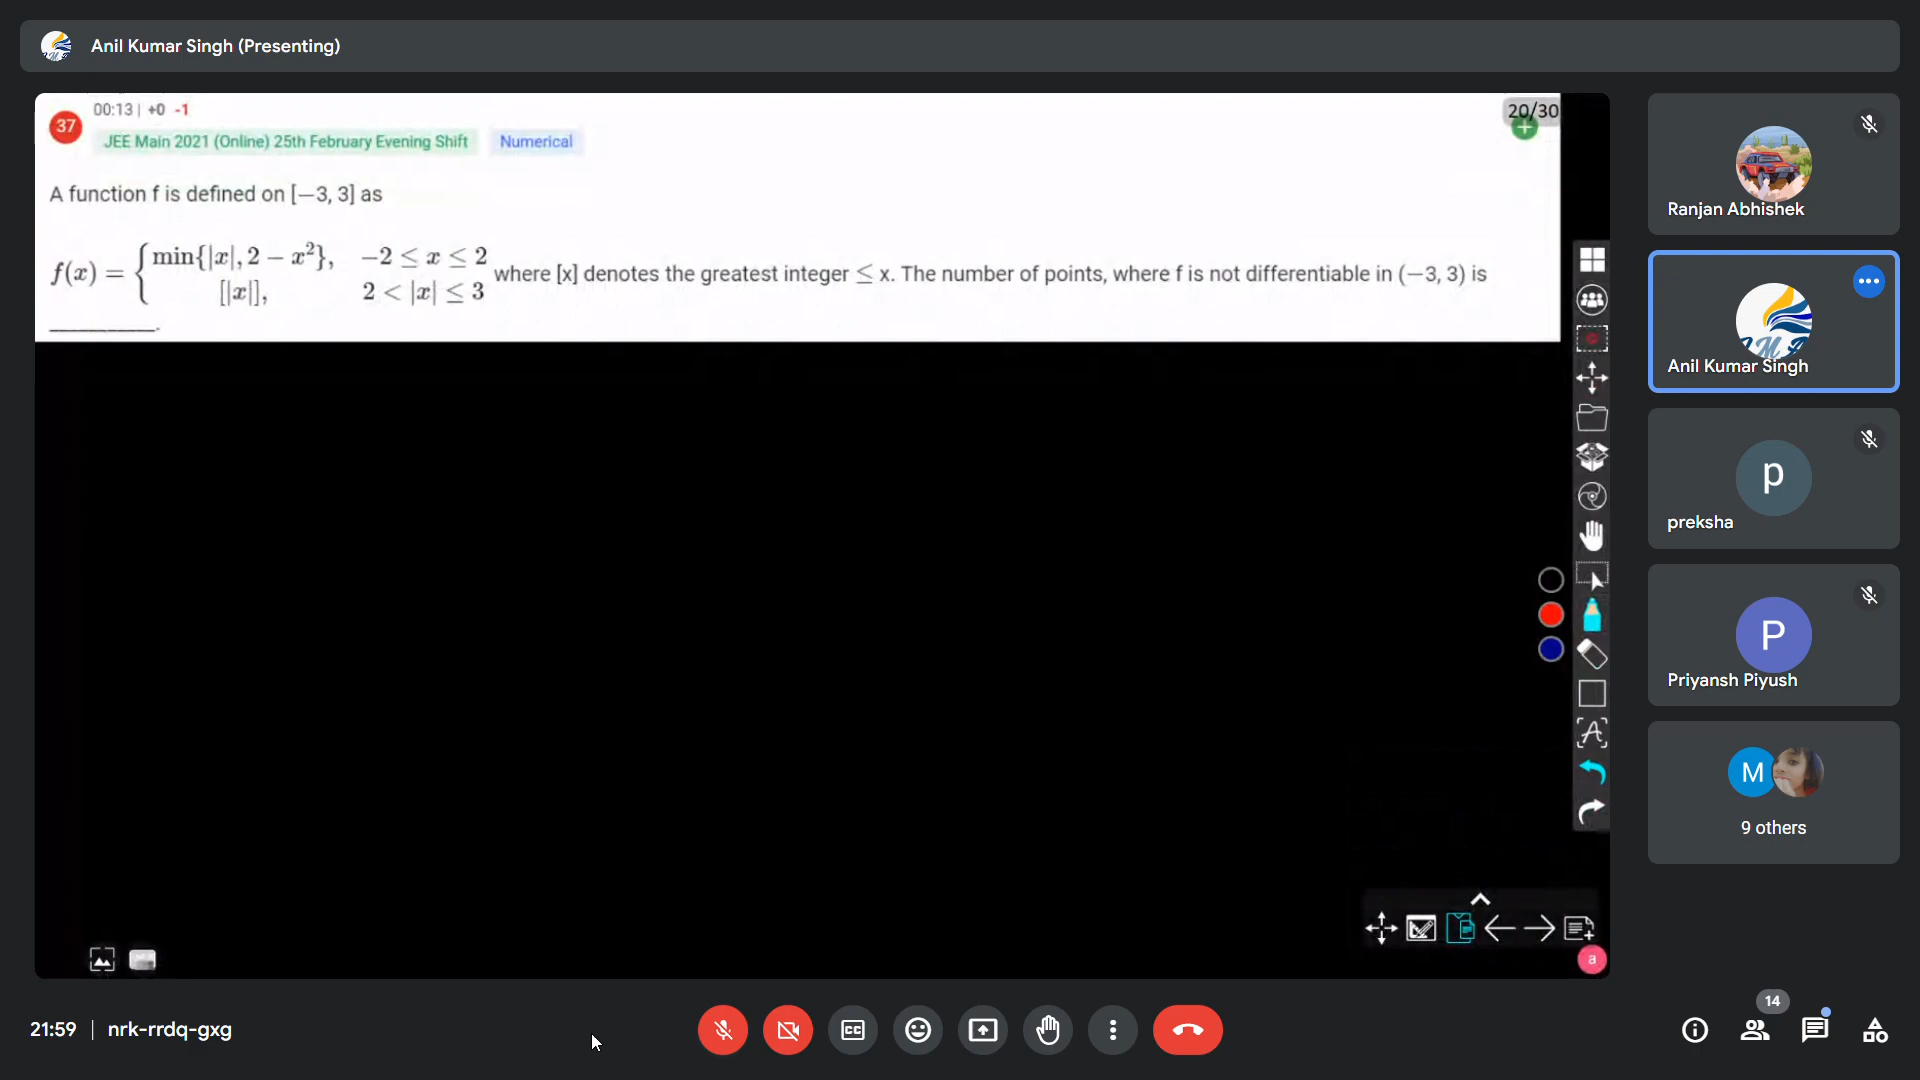 Anil Kumar Singh (Presenting)
37
00:13 | +0 -1
20/30
JEE Main 2021 (Online) 25th February Evening Shift
Numerical
A function f is defined on [−3, 3] as
f(x) = { min{|x|, 2 − x²}, −2 ≤ x ≤ 2
[|x|], 2 < |x| ≤ 3
where [x] denotes the greatest integer ≤ x. The number of points, where f is not differentiable in (−3, 3) is
___________.
Ranjan Abhishek
Anil Kumar Singh
p
preksha
P
Priyansh Piyush
M
9 others
a
21:59 | nrk-rrdq-gxg
CC
14